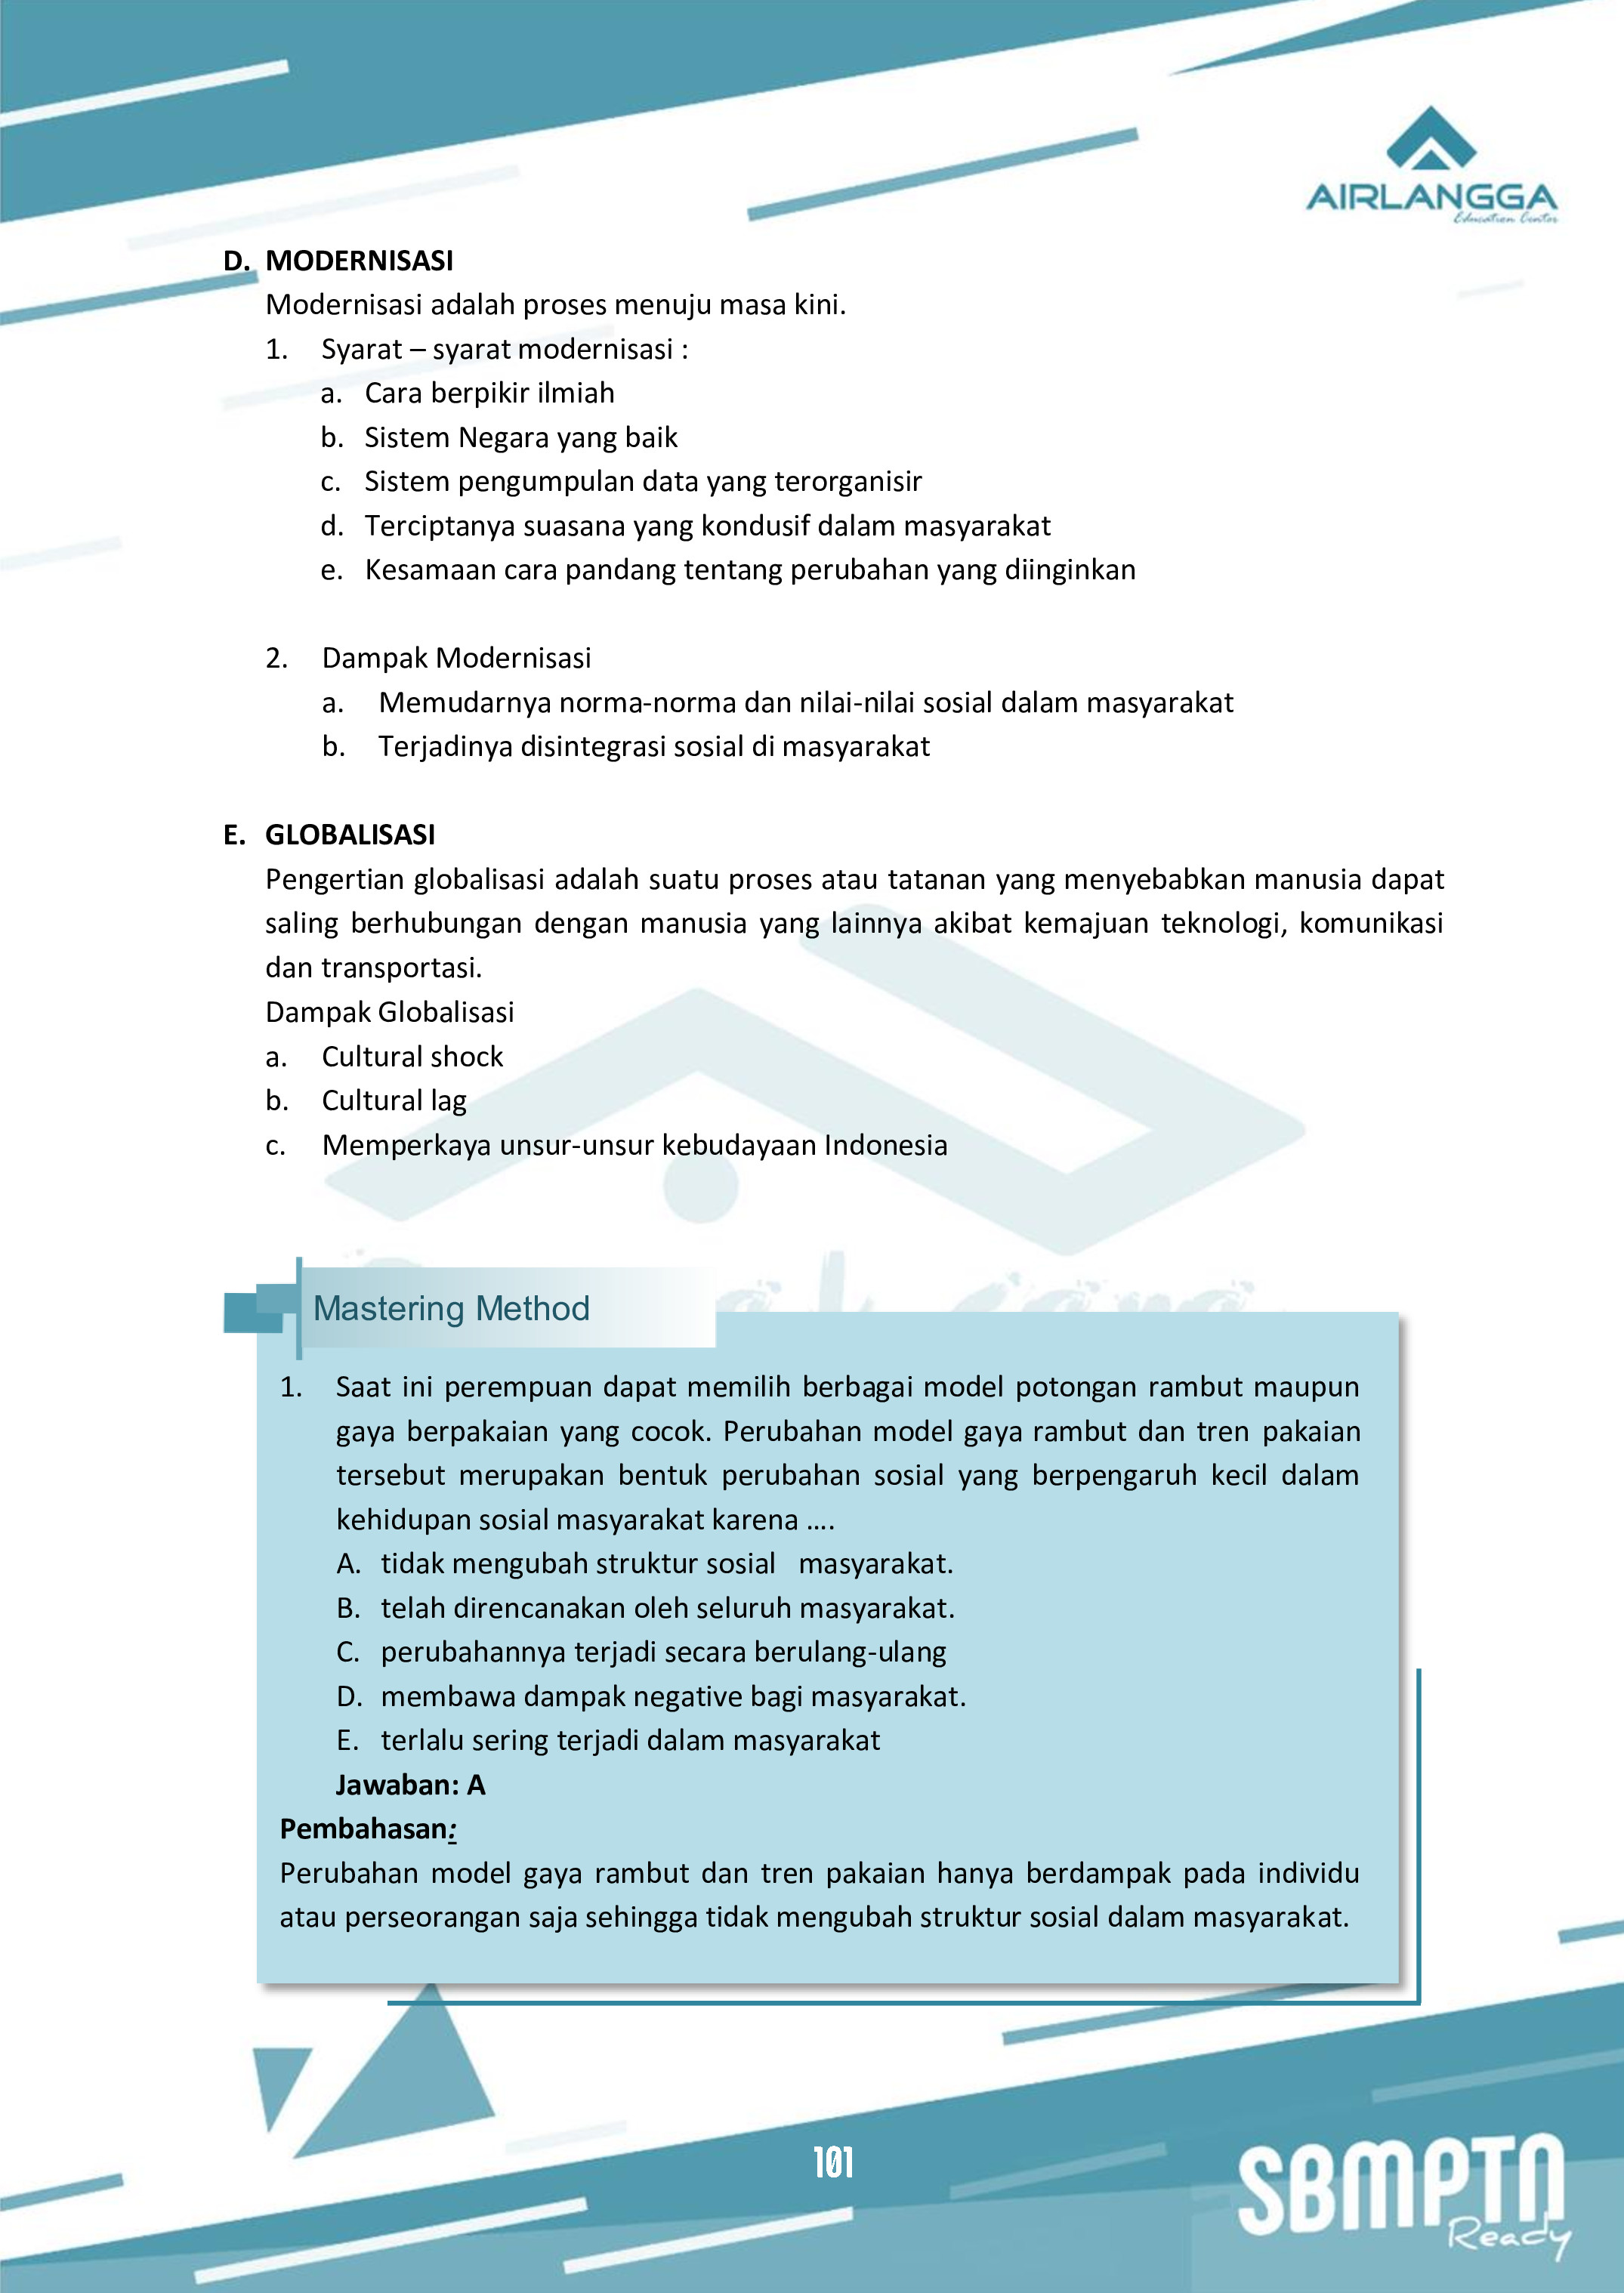 AIRLANGGA
Education Center
D. MODERNISASI
Modernisasi adalah proses menuju masa kini.
1. Syarat – syarat modernisasi :
a. Cara berpikir ilmiah
b. Sistem Negara yang baik
c. Sistem pengumpulan data yang terorganisir
d. Terciptanya suasana yang kondusif dalam masyarakat
e. Kesamaan cara pandang tentang perubahan yang diinginkan
2. Dampak Modernisasi
a. Memudarnya norma-norma dan nilai-nilai sosial dalam masyarakat
b. Terjadinya disintegrasi sosial di masyarakat
E. GLOBALISASI
Pengertian globalisasi adalah suatu proses atau tatanan yang menyebabkan manusia dapat
saling berhubungan dengan manusia yang lainnya akibat kemajuan teknologi, komunikasi
dan transportasi.
Dampak Globalisasi
a. Cultural shock
b. Cultural lag
c. Memperkaya unsur-unsur kebudayaan Indonesia
Mastering Method
1. Saat ini perempuan dapat memilih berbagai model potongan rambut maupun
gaya berpakaian yang cocok. Perubahan model gaya rambut dan tren pakaian
tersebut merupakan bentuk perubahan sosial yang berpengaruh kecil dalam
kehidupan sosial masyarakat karena ....
A. tidak mengubah struktur sosial masyarakat.
B. telah direncanakan oleh seluruh masyarakat.
C. perubahannya terjadi secara berulang-ulang
D. membawa dampak negative bagi masyarakat.
E. terlalu sering terjadi dalam masyarakat
Jawaban: A
Pembahasan:
Perubahan model gaya rambut dan tren pakaian hanya berdampak pada individu
atau perseorangan saja sehingga tidak mengubah struktur sosial dalam masyarakat.
101
SBMPTN
Ready